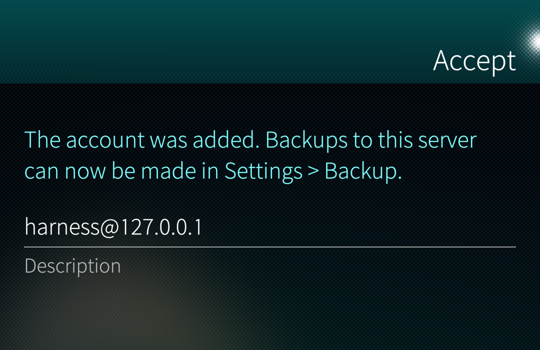 Accept
The account was added. Backups to this server
can now be made in Settings > Backup.
harness@127.0.0.1
Description